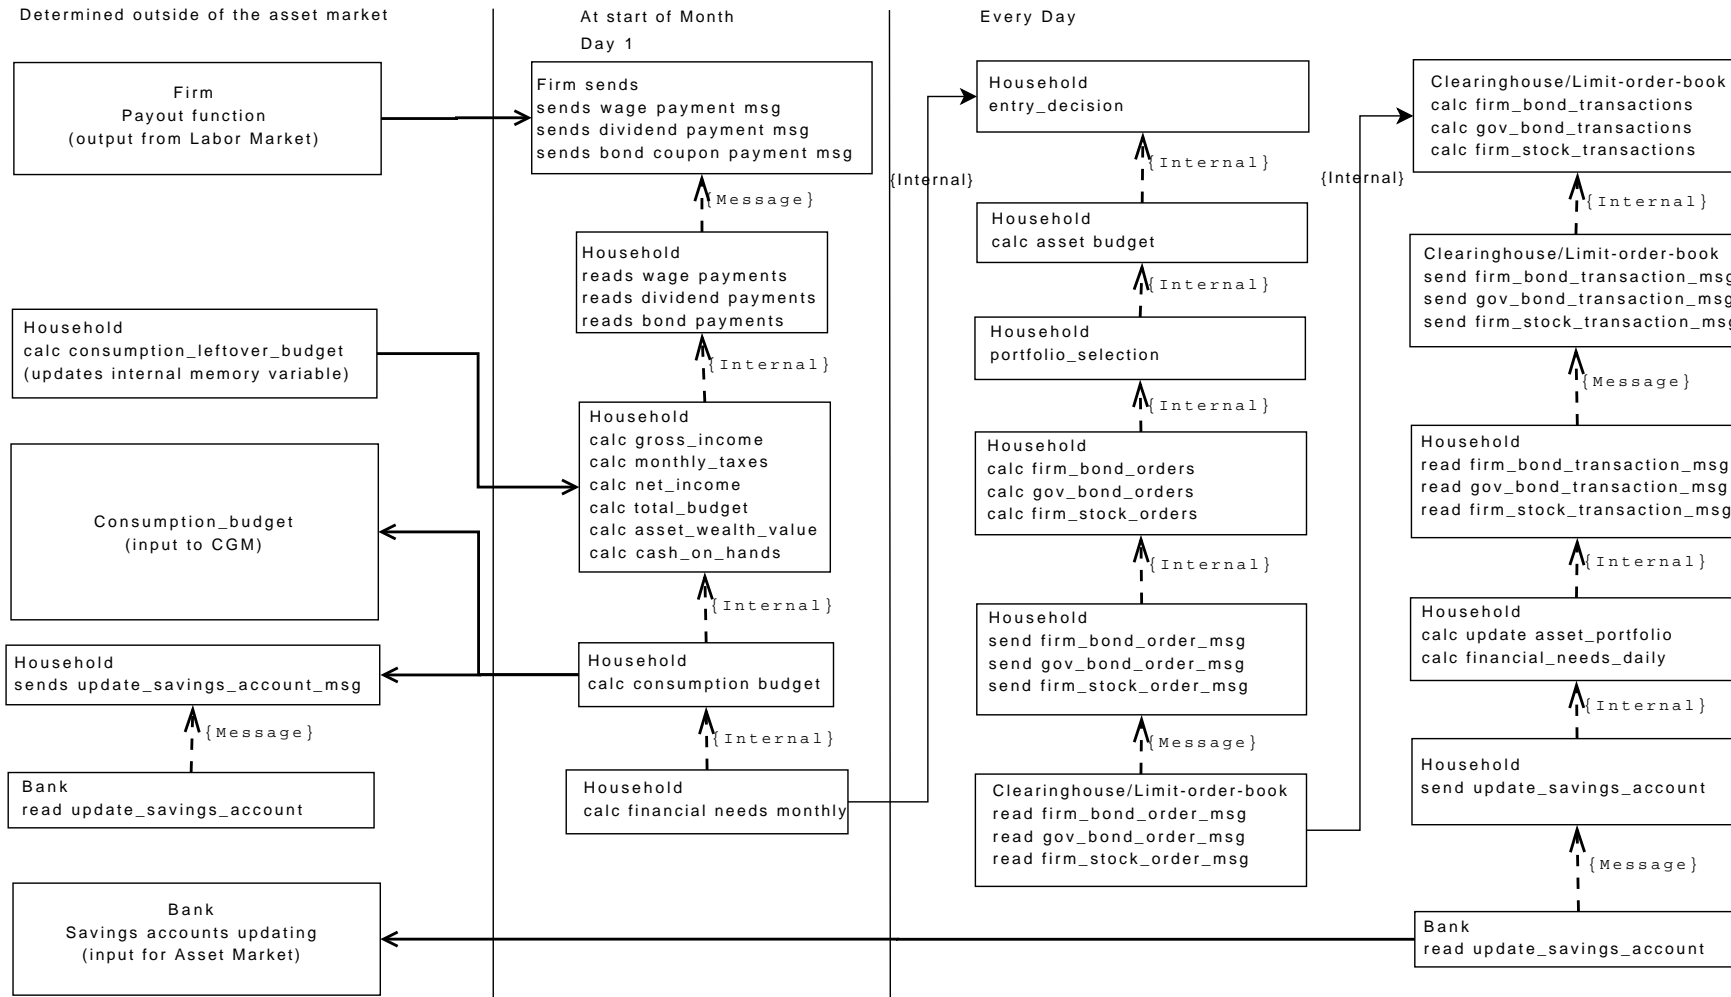 Determined outside of the asset market
At start of Month
Day 1
Every Day
Firm
Payout function
(output from Labor Market)
Household
calc consumption_leftover_budget
(updates internal memory variable)
Consumption_budget
(input to CGM)
Household
sends update_savings_account_msg
{Message}
Bank
read update_savings_account
Bank
Savings accounts updating
(input for Asset Market)
Firm sends
sends wage payment msg
sends dividend payment msg
sends bond coupon payment msg
{Message}
Household
reads wage payments
reads dividend payments
reads bond payments
{Internal}
Household
calc gross_income
calc monthly_taxes
calc net_income
calc total_budget
calc asset_wealth_value
calc cash_on_hands
{Internal}
Household
calc consumption budget
{Internal}
Household
calc financial needs monthly
{Internal}
Household
entry_decision
{Internal}
Household
calc asset budget
{Internal}
Household
portfolio_selection
{Internal}
Household
calc firm_bond_orders
calc gov_bond_orders
calc firm_stock_orders
{Internal}
Household
send firm_bond_order_msg
send gov_bond_order_msg
send firm_stock_order_msg
{Message}
Clearinghouse/Limit-order-book
read firm_bond_order_msg
read gov_bond_order_msg
read firm_stock_order_msg
{Internal}
Clearinghouse/Limit-order-book
calc firm_bond_transactions
calc gov_bond_transactions
calc firm_stock_transactions
{Internal}
Clearinghouse/Limit-order-book
send firm_bond_transaction_msg
send gov_bond_transaction_msg
send firm_stock_transaction_msg
{Message}
Household
read firm_bond_transaction_msg
read gov_bond_transaction_msg
read firm_stock_transaction_msg
{Internal}
Household
calc update asset_portfolio
calc financial_needs_daily
{Internal}
Household
send update_savings_account
{Message}
Bank
read update_savings_account